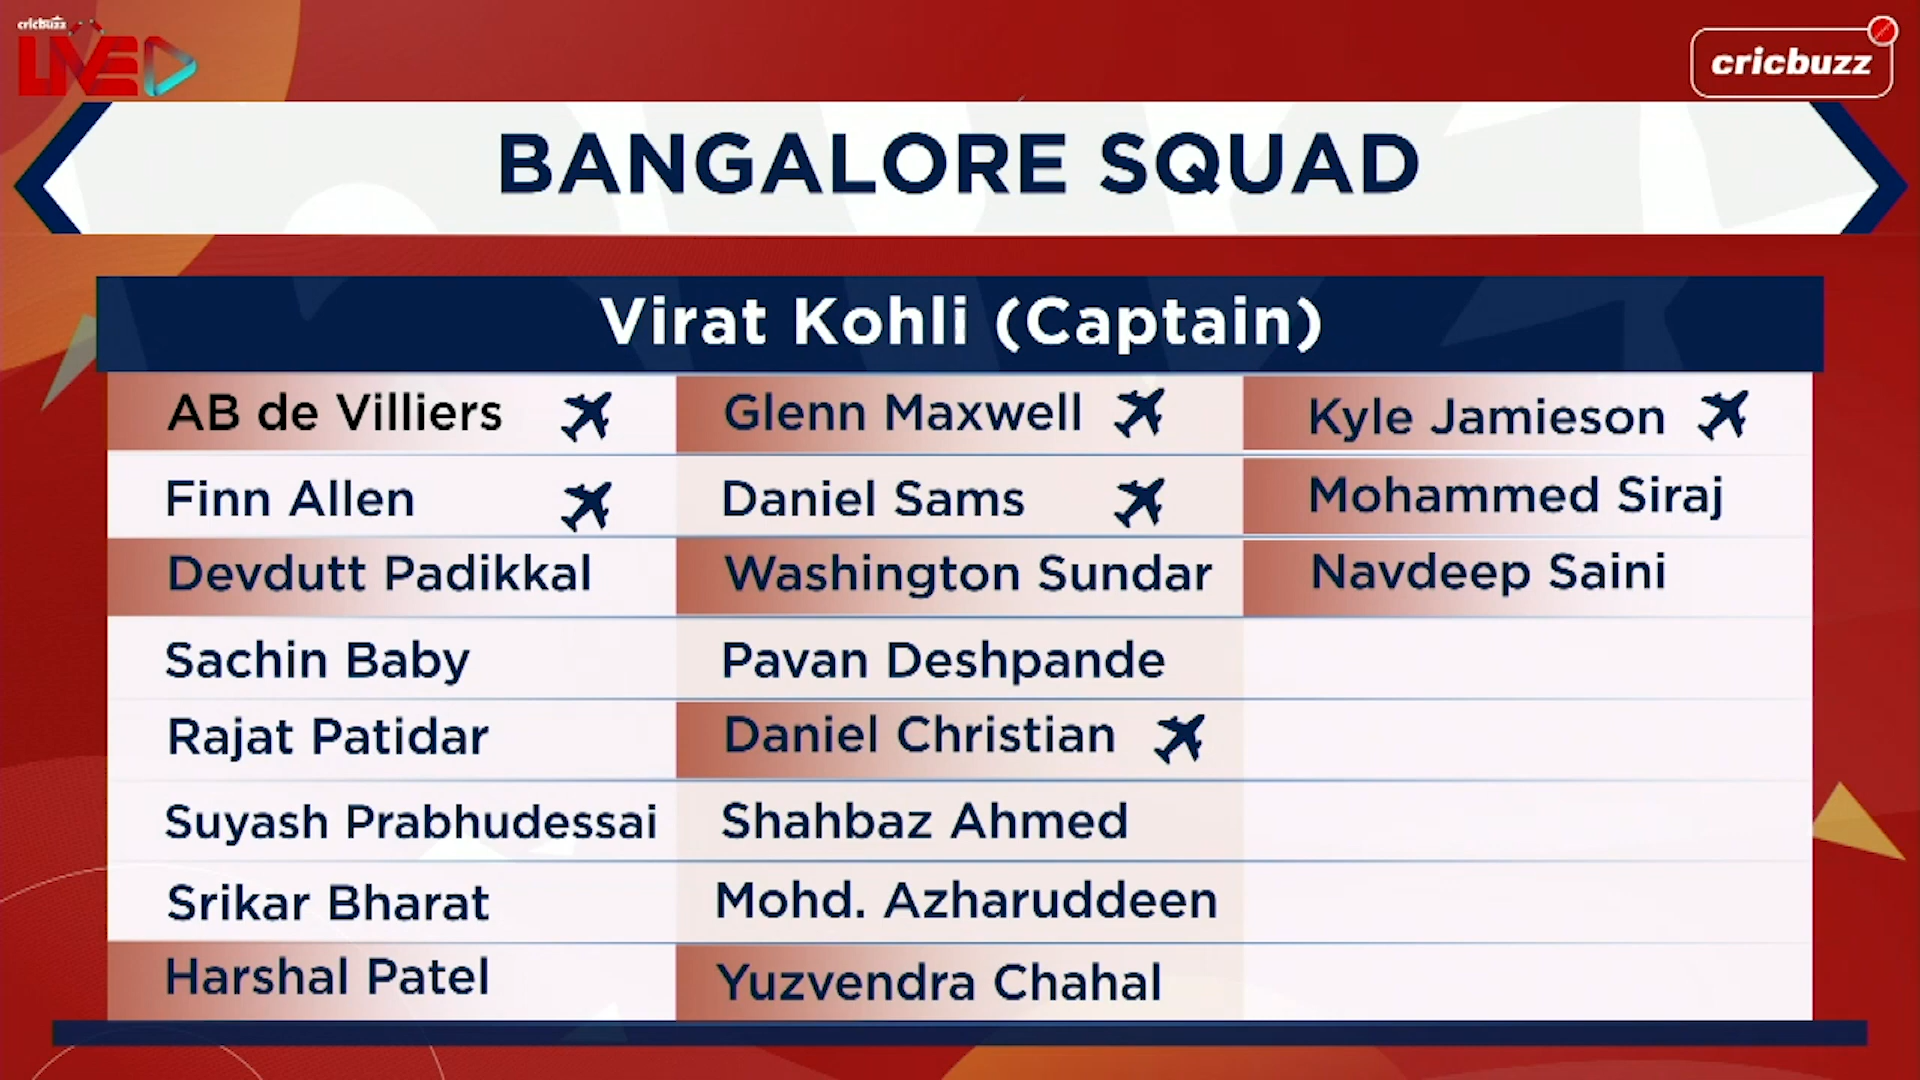 cricbuzz
LIVE
cricbuzz
BANGALORE SQUAD
Virat Kohli (Captain)
AB de Villiers
Glenn Maxwell
Kyle Jamieson
Finn Allen
Daniel Sams
Mohammed Siraj
Devdutt Padikkal
Washington Sundar
Navdeep Saini
Sachin Baby
Pavan Deshpande
Rajat Patidar
Daniel Christian
Suyash Prabhudessai
Shahbaz Ahmed
Srikar Bharat
Mohd. Azharuddeen
Harshal Patel
Yuzvendra Chahal